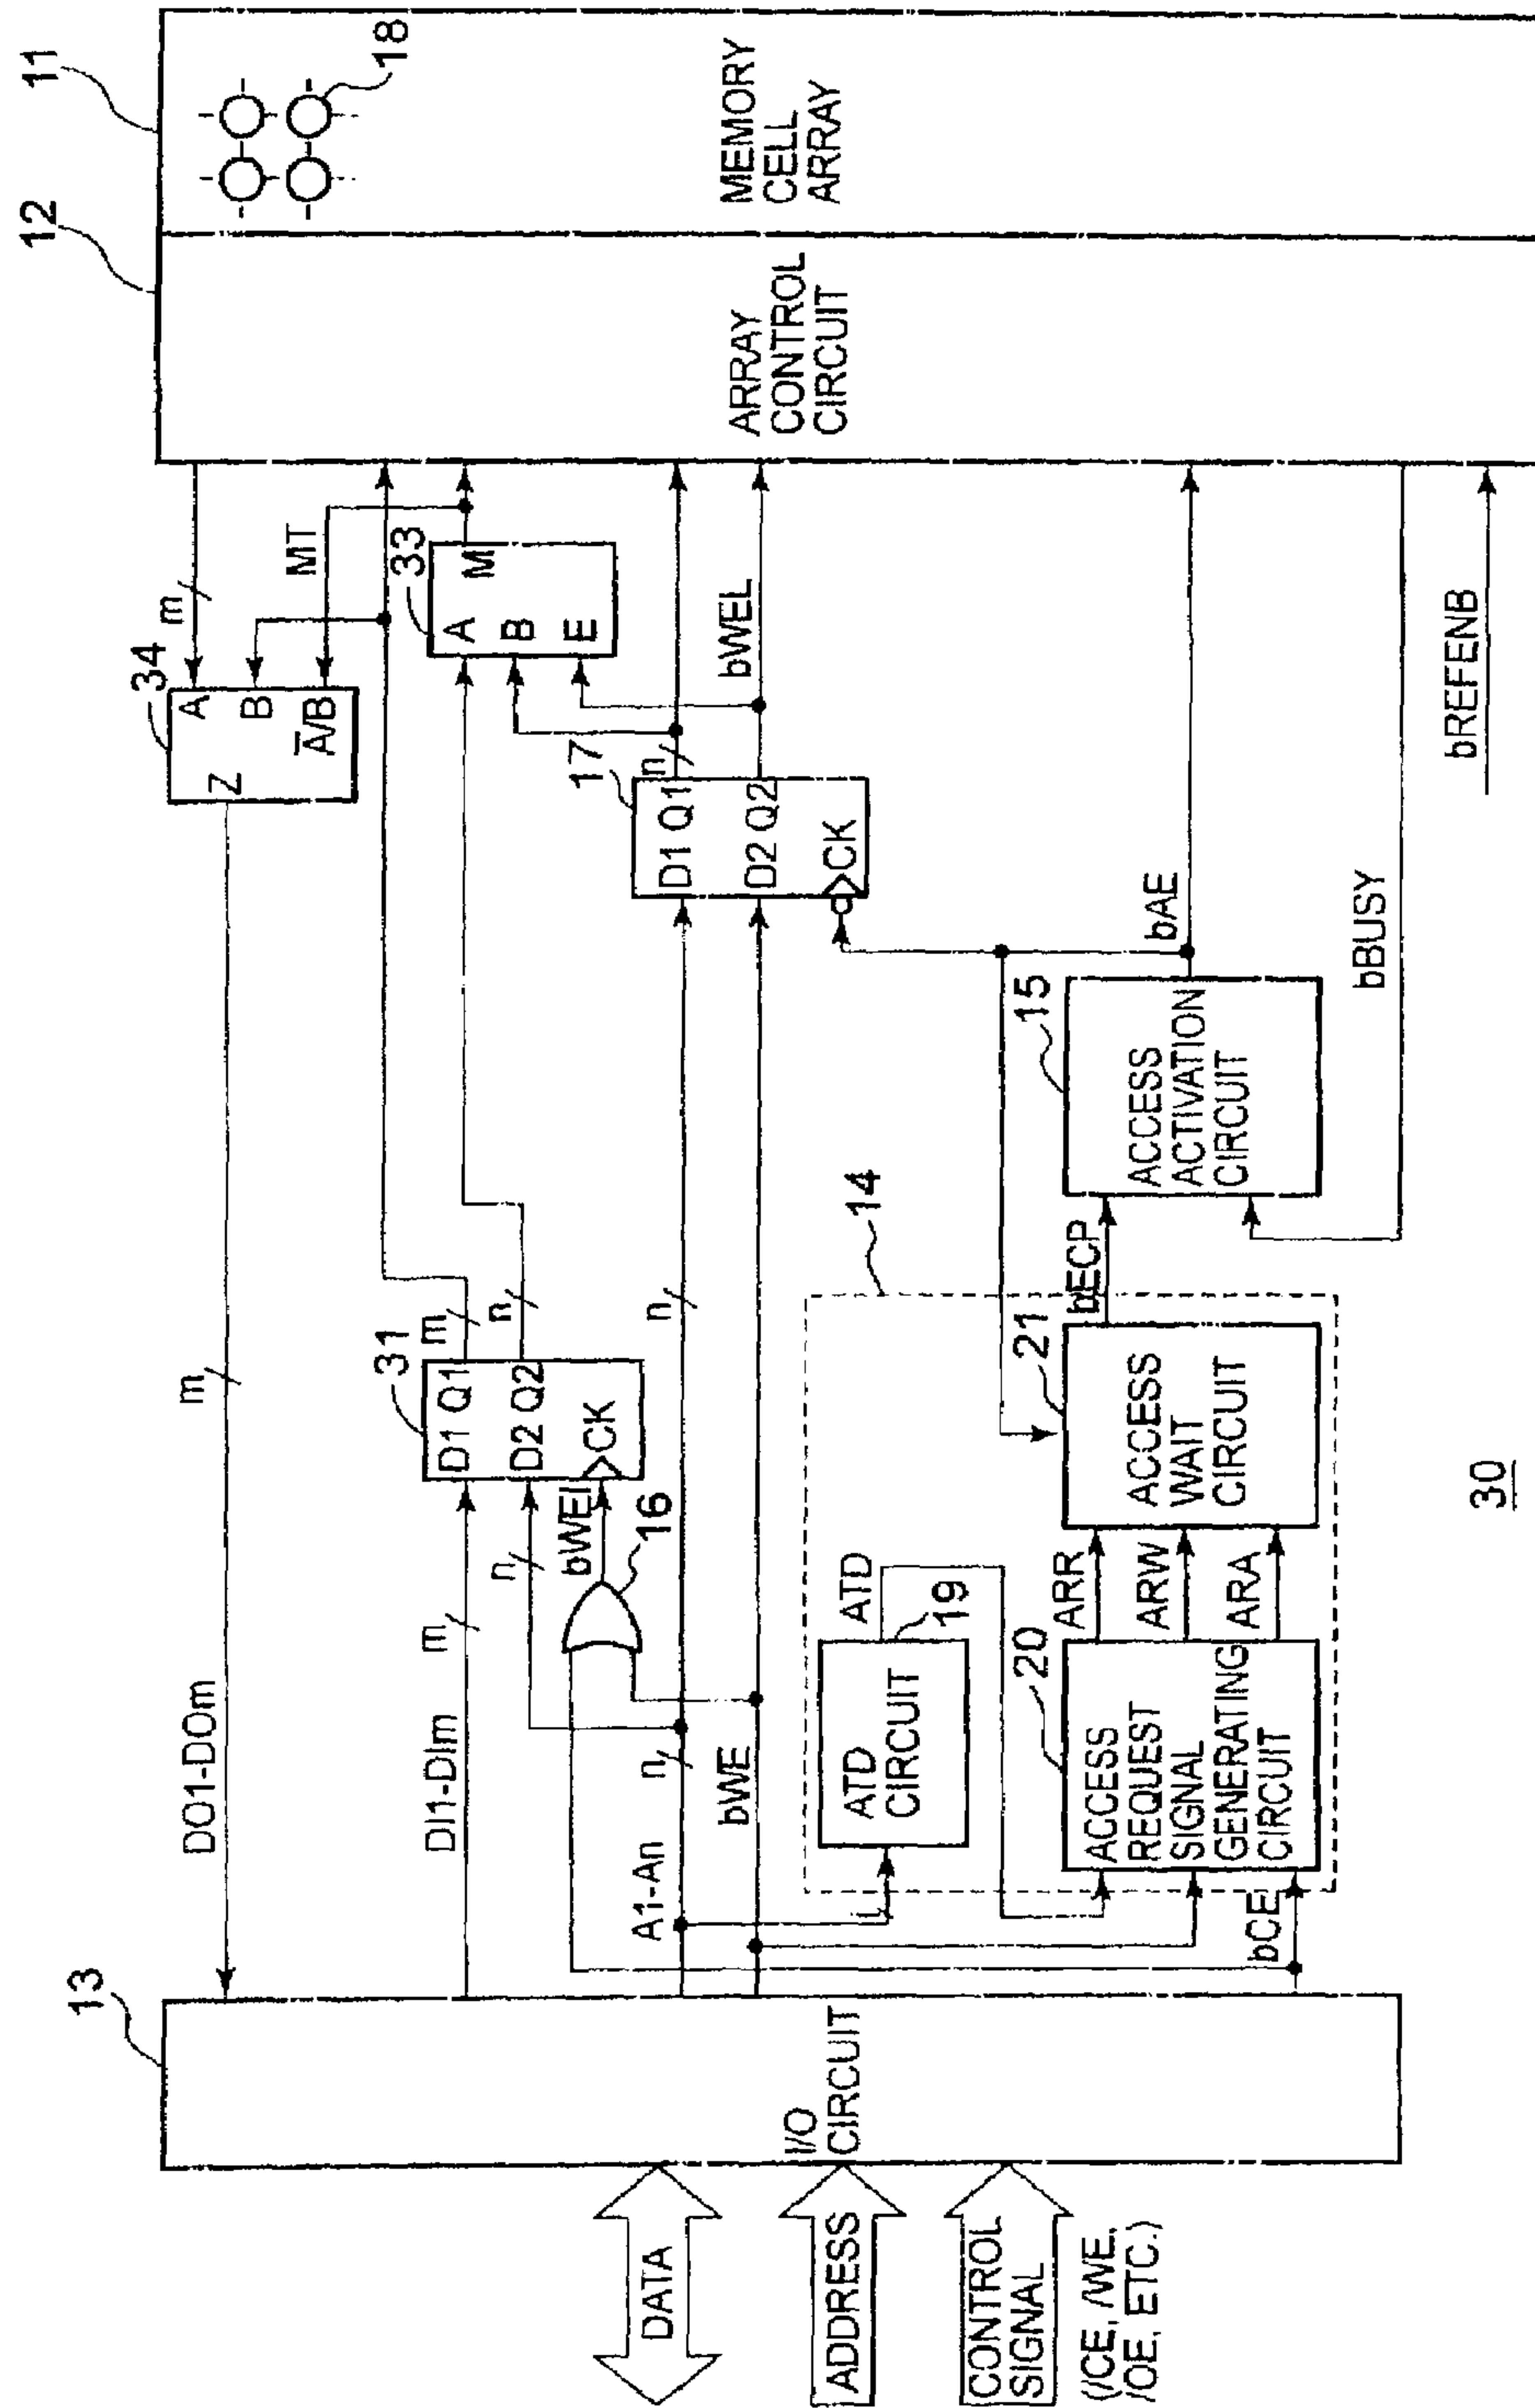 13
I/O
CIRCUIT
DATA
ADDRESS
CONTROL
SIGNAL
(/CE, /WE,
/OE, ETC.)
DO1-DOm
m
DI1-DIm
m
A1-An
n
bWE
bCE
n
bWEI
16
31
D1 Q1
D2 Q2
CK
m
n
n
14
ATD
CIRCUIT
ATD
19
20
ACCESS
REQUEST
SIGNAL
GENERATING
CIRCUIT
ARR
ARW
ARA
21
ACCESS
WAIT
CIRCUIT
bECP
15
ACCESS
ACTIVATION
CIRCUIT
bAE
bBUSY
bREFENB
17
D1 Q1
D2 Q2
CK
n
bWEL
33
A
B
E
M
MT
34
A
B
A/B
Z
m
12
ARRAY
CONTROL
CIRCUIT
11
MEMORY
CELL
ARRAY
18
30